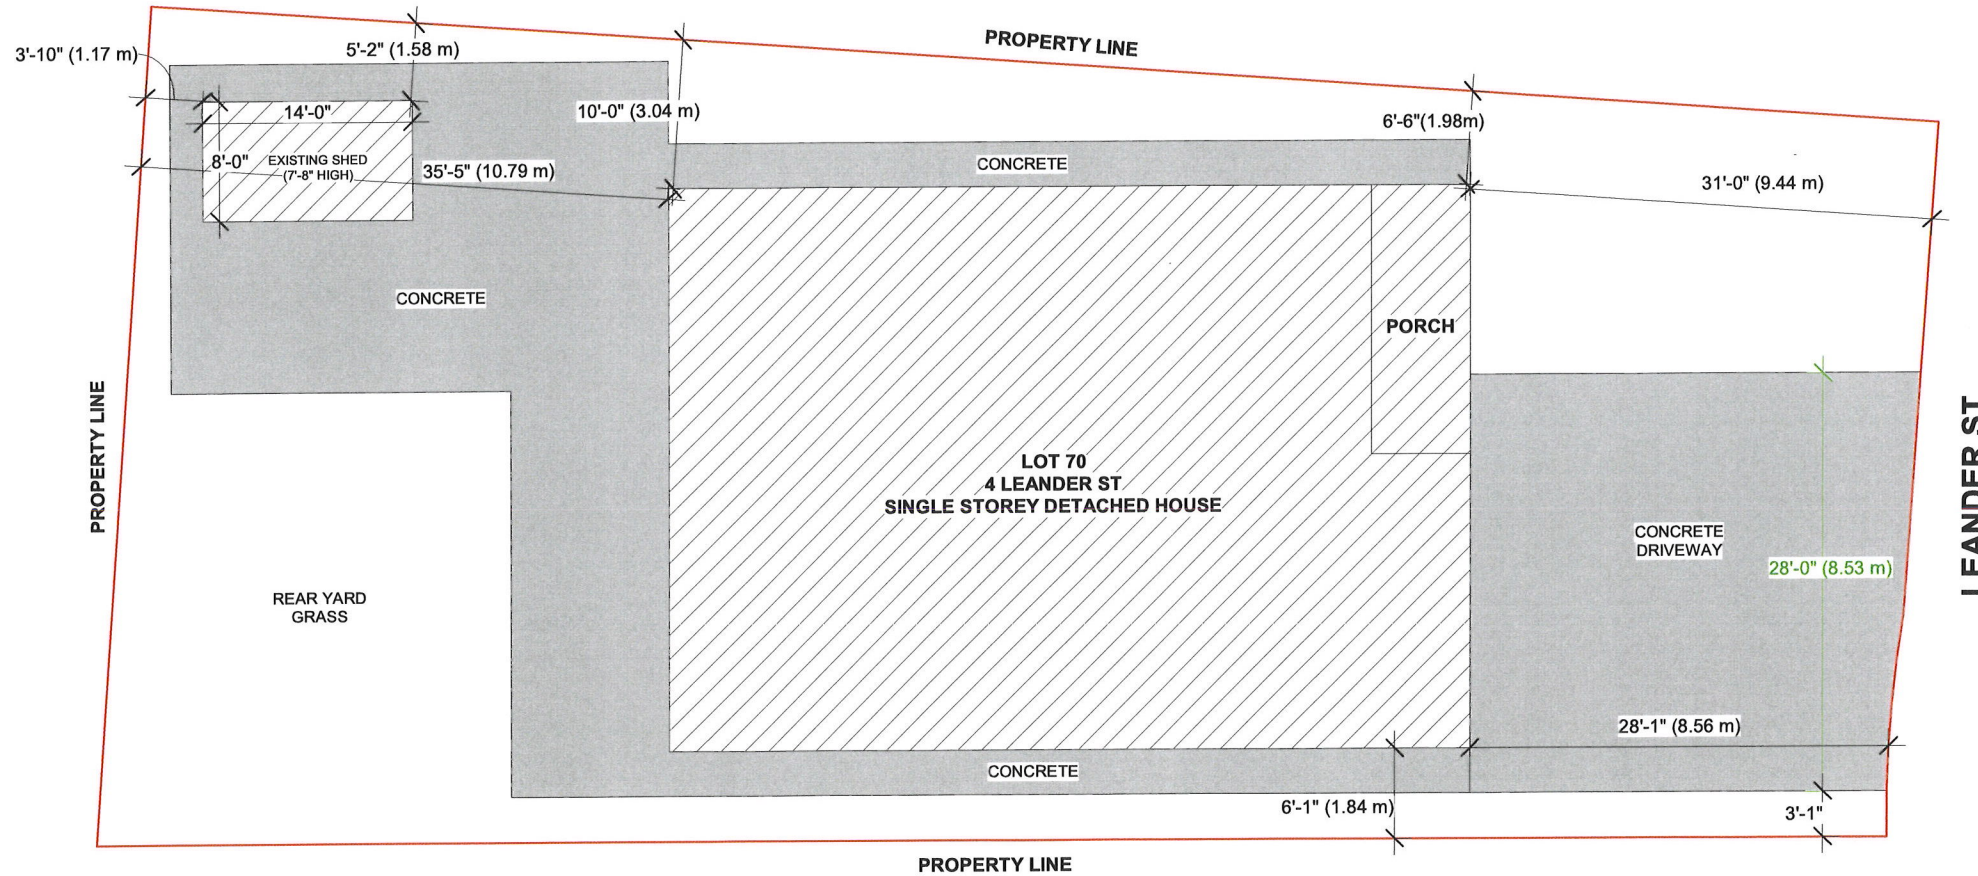 PROPERTY LINE
3'-10" (1.17 m)
5'-2" (1.58 m)
10'-0" (3.04 m)
14'-0"
6'-6"(1.98m)
8'-0"
EXISTING SHED
(7'-8" HIGH)
35'-5" (10.79 m)
CONCRETE
31'-0" (9.44 m)
CONCRETE
PORCH
PROPERTY LINE
LOT 70
4 LEANDER ST
SINGLE STOREY DETACHED HOUSE
LEANDER ST
CONCRETE
DRIVEWAY
28'-0" (8.53 m)
REAR YARD
GRASS
28'-1" (8.56 m)
CONCRETE
6'-1" (1.84 m)
3'-1"
PROPERTY LINE